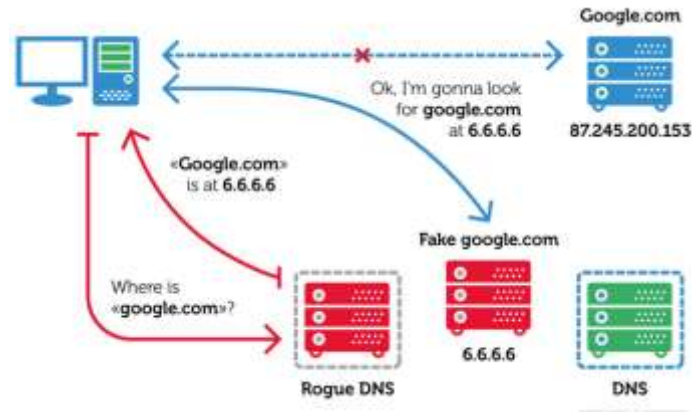 Google.com
Ok, I'm gonna look
for google.com
at 6.6.6.6
87.245.200.153
«Google.com»
is at 6.6.6.6
Fake google.com
Where is
«google.com»?
6.6.6.6
Rogue DNS
DNS